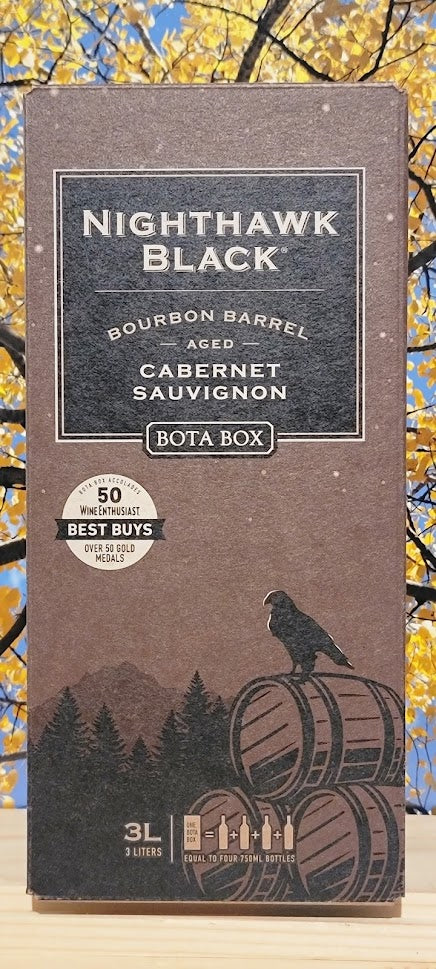 NIGHTHAWK
BLACK®
BOURBON BARREL
— AGED —
CABERNET
SAUVIGNON
BOTA BOX
BOTA BOX ACCOLADES
50
WINE ENTHUSIAST
BEST BUYS
OVER 50 GOLD
MEDALS
3L
3 LITERS
ONE
BOTA
BOX
= + + +
EQUAL TO FOUR 750ML BOTTLES